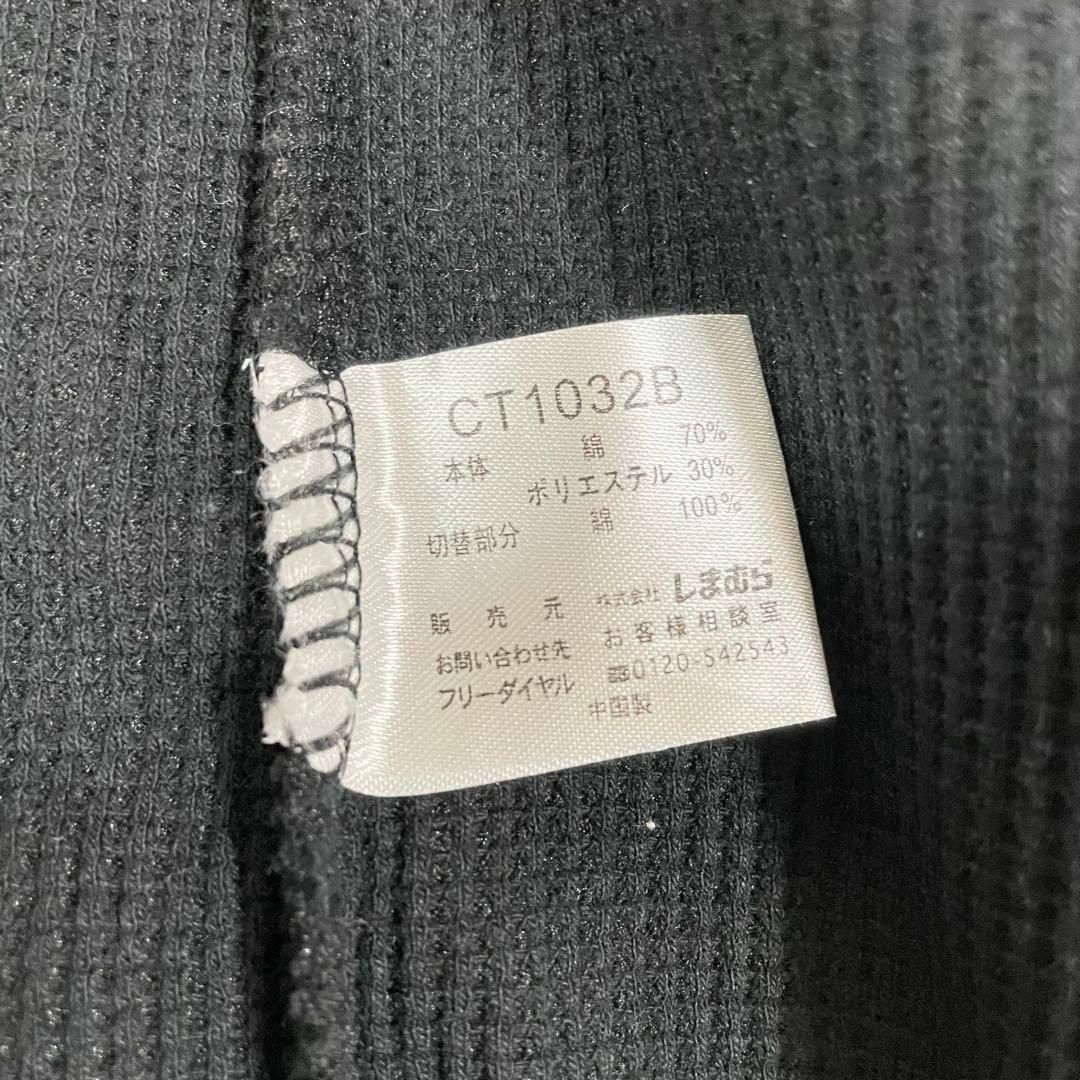 CT1032B
本体 綿 70%
ポリエステル 30%
切替部分 綿 100%
販売元 株式会社 しまむら
お問い合わせ先 お客様相談室
フリーダイヤル ☎0120-542543
中国製